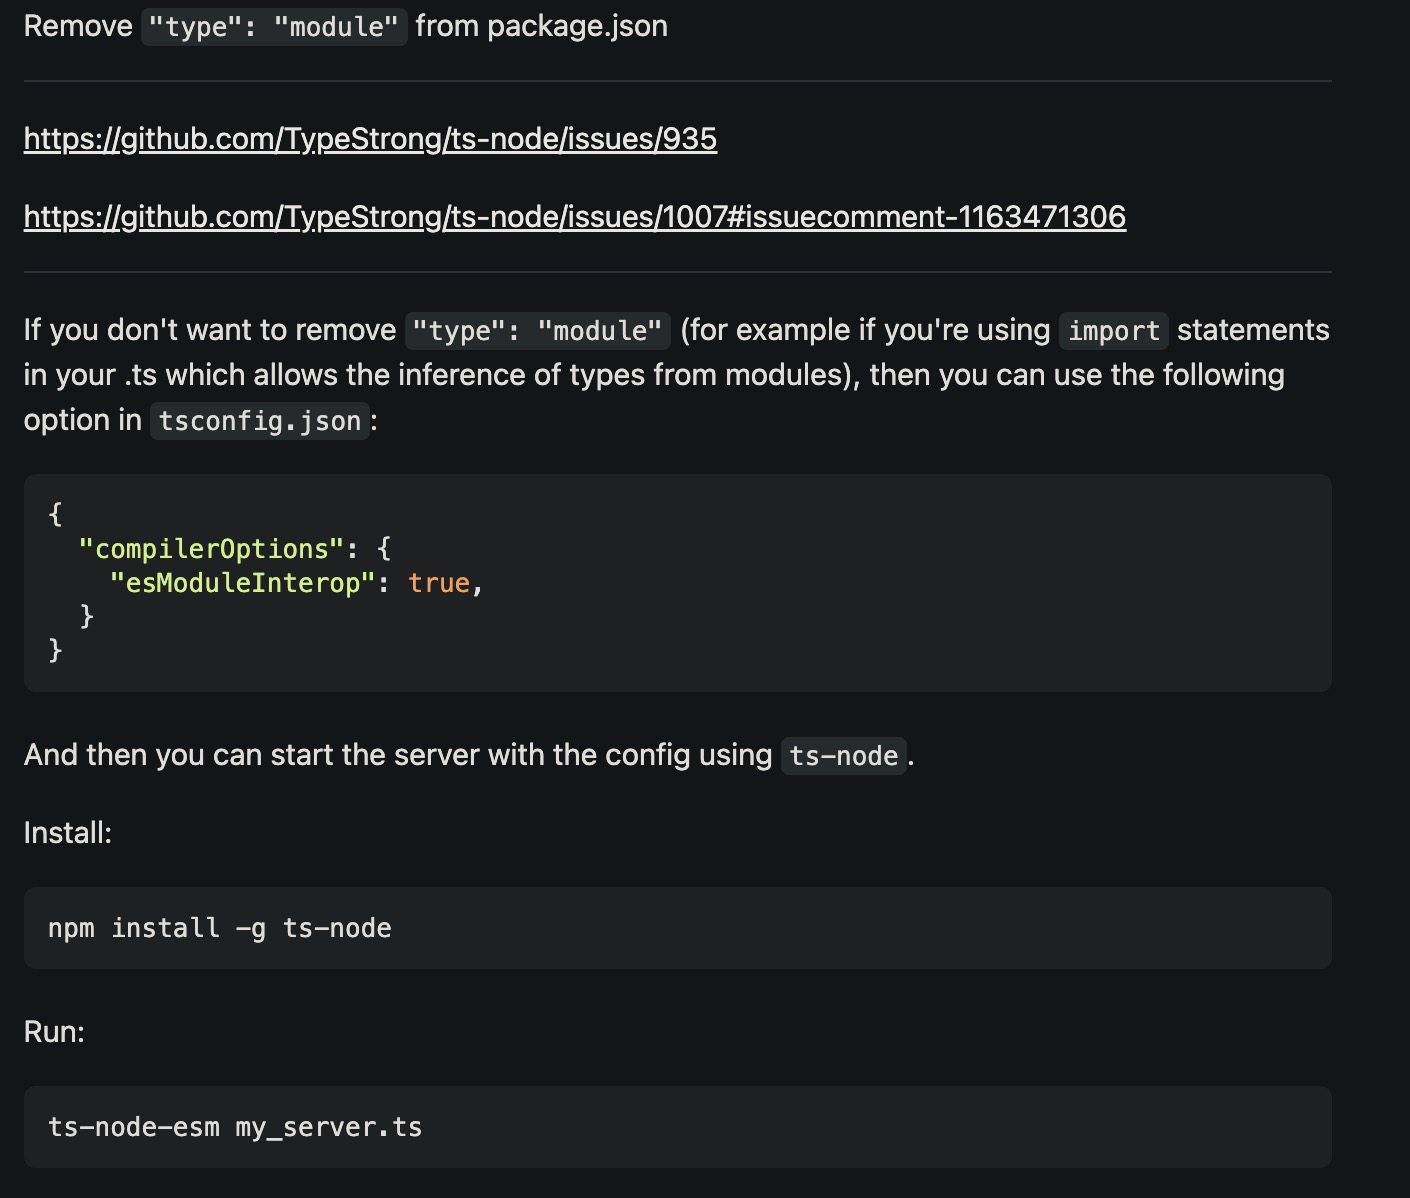 Remove "type": "module" from package.json
https://github.com/TypeStrong/ts-node/issues/935
https://github.com/TypeStrong/ts-node/issues/1007#issuecomment-1163471306
If you don't want to remove "type": "module" (for example if you're using import statements
in your .ts which allows the inference of types from modules), then you can use the following
option in tsconfig.json:
{
  "compilerOptions": {
    "esModuleInterop": true,
  }
}
And then you can start the server with the config using ts-node.
Install:
npm install -g ts-node
Run:
ts-node-esm my_server.ts